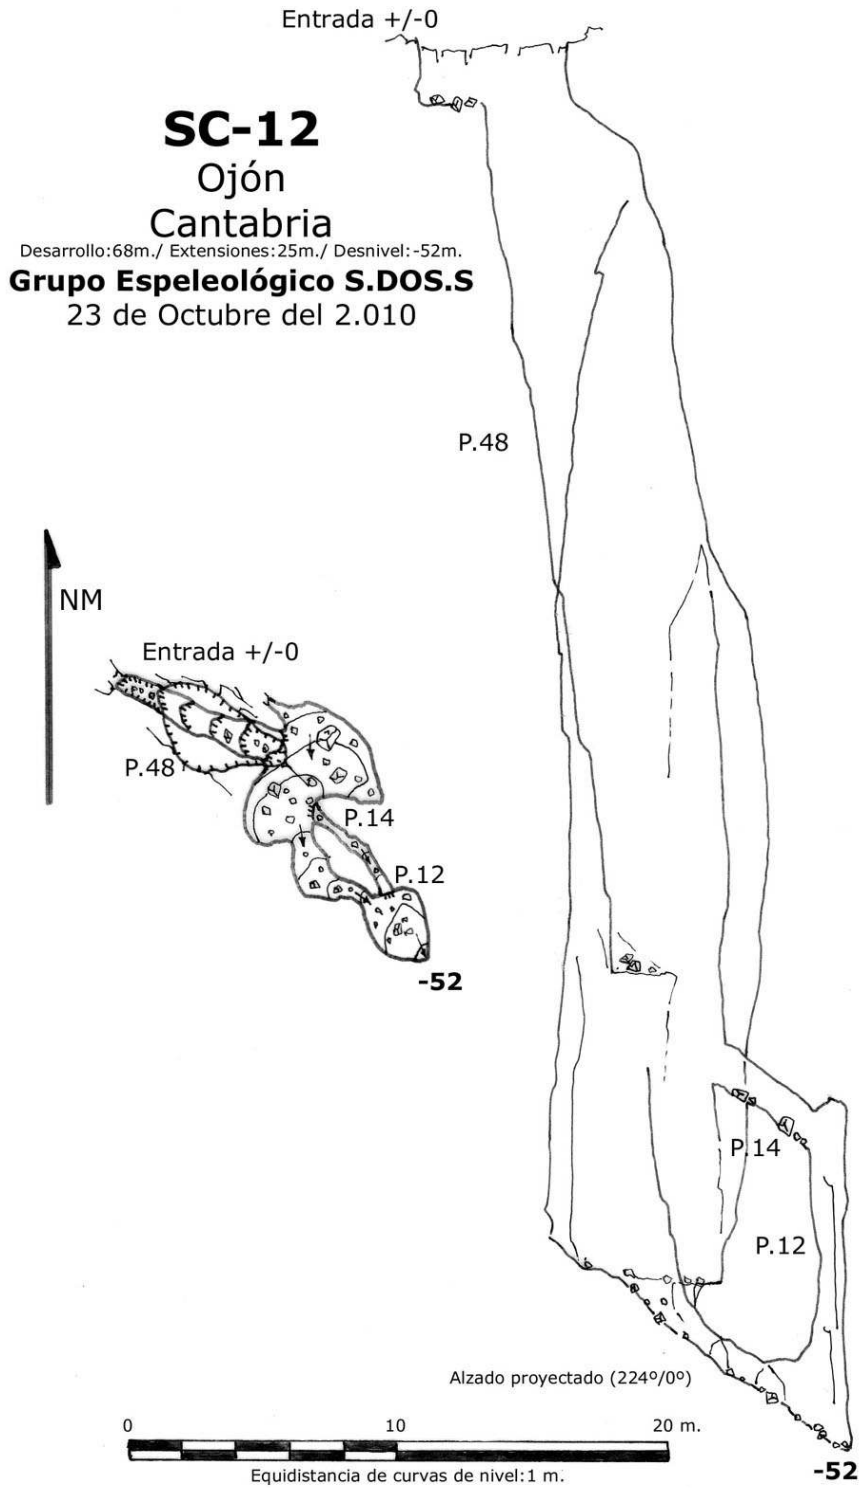 Entrada +/-0
SC-12
Ojón
Cantabria
Desarrollo:68m./ Extensiones:25m./ Desnivel:-52m.
Grupo Espeleológico S.DOS.S
23 de Octubre del 2.010
P.48
NM
Entrada +/-0
P.48
P.14
P.12
-52
P.14
P.12
Alzado proyectado (224º/0º)
0 10 20 m.
Equidistancia de curvas de nivel:1 m.
-52